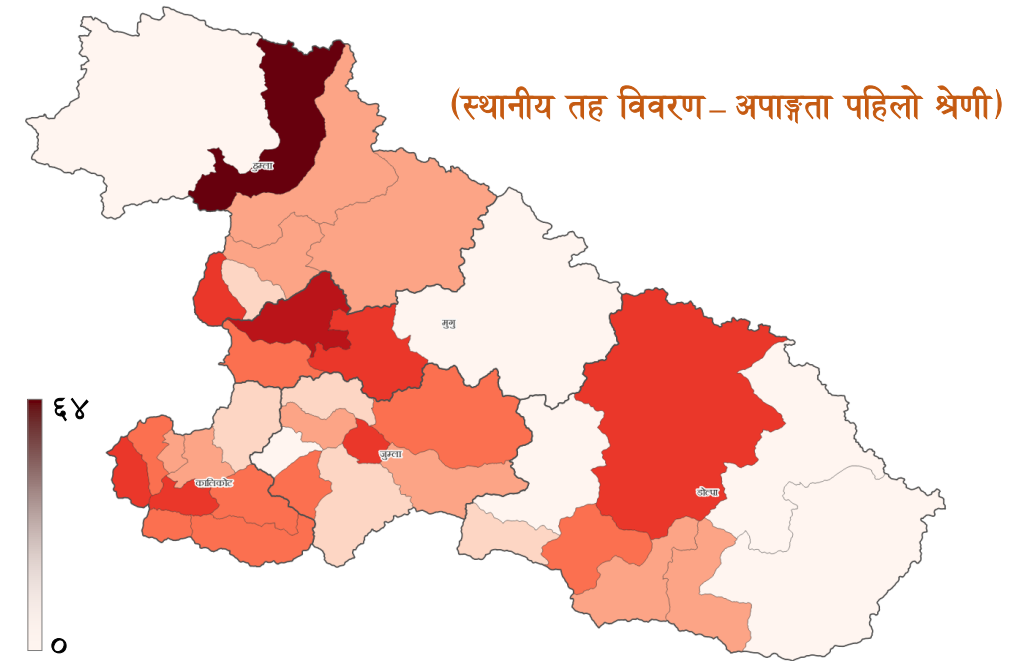 (स्थानीय तह विवरण – अपाङ्गता पहिलो श्रेणी)
हुम्ला
मुगु
६४
जुम्ला
कालिकोट
डोल्पा
०